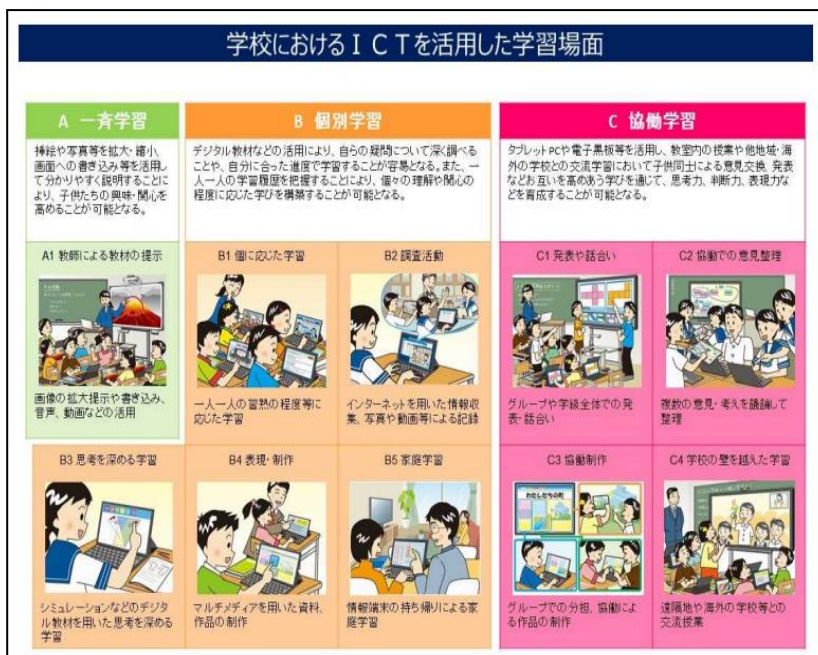 学校におけるＩＣＴを活用した学習場面
A 一斉学習
挿絵や写真等を拡大・縮小、
画面への書き込み等を活用し
て分かりやすく説明することに
より、子供たちの興味・関心を
高めることが可能となる。
B 個別学習
デジタル教材などの活用により、自らの疑問について深く調べる
ことや、自分に合った進度で学習することが容易となる。また、一
人一人の学習履歴を把握することにより、個々の理解や関心の
程度に応じた学びを構築することが可能となる。
C 協働学習
タブレットPCや電子黒板等を活用し、教室内の授業や他地域・海
外の学校との交流学習において子供同士による意見交換、発表
などお互いを高めあう学びを通じて、思考力、判断力、表現力な
どを育成することが可能となる。
A1 教師による教材の提示
画像の拡大提示や書き込み、
音声、動画などの活用
B1 個に応じた学習
一人一人の習熟の程度等に
応じた学習
B2 調査活動
インターネットを用いた情報収
集、写真や動画等による記録
C1 発表や話合い
グループや学級全体での発
表・話合い
C2 協働での意見整理
複数の意見・考えを議論して
整理
B3 思考を深める学習
シミュレーションなどのデジタ
ル教材を用いた思考を深める
学習
B4 表現・制作
マルチメディアを用いた資料、
作品の制作
B5 家庭学習
情報端末の持ち帰りによる家
庭学習
C3 協働制作
わたしたちの町
グループでの分担、協働によ
る作品の制作
C4 学校の壁を越えた学習
遠隔地や海外の学校等との
交流授業